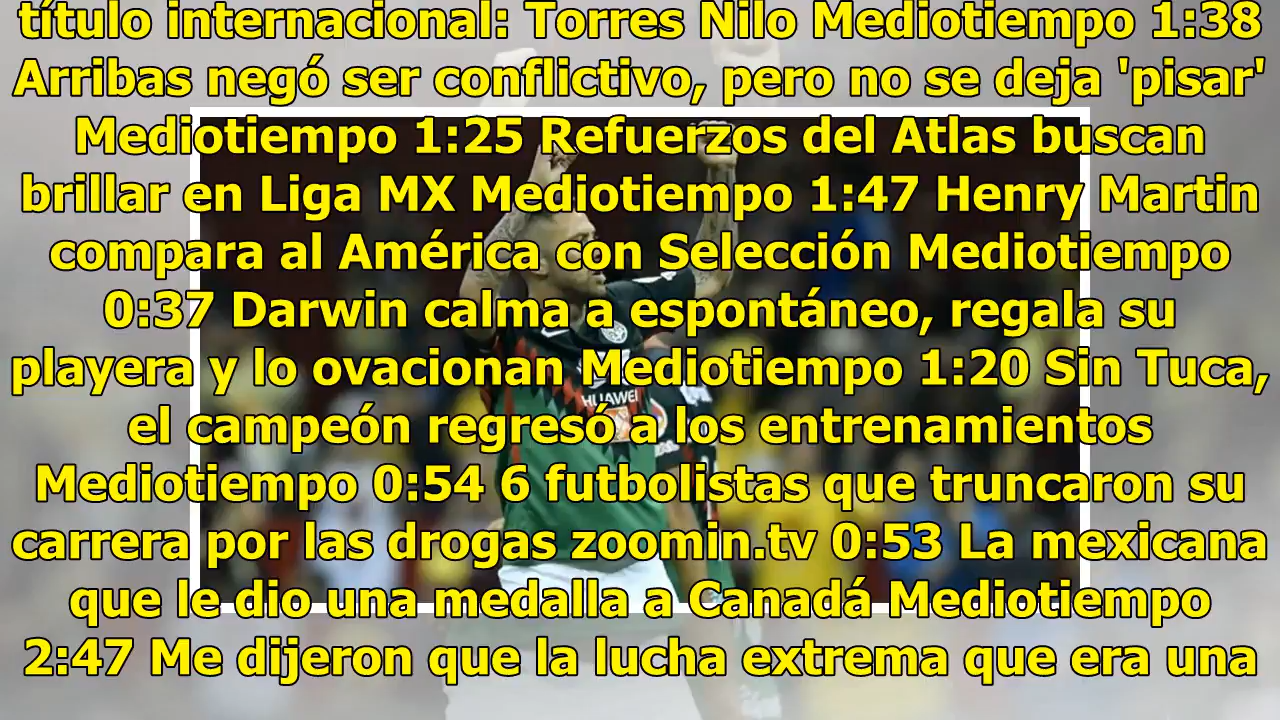 título internacional: Torres Nilo Mediotiempo 1:38
Arribas negó ser conflictivo, pero no se deja 'pisar'
Mediotiempo 1:25 Refuerzos del Atlas buscan
brillar en Liga MX Mediotiempo 1:47 Henry Martin
compara al América con Selección Mediotiempo
0:37 Darwin calma a espontáneo, regala su
playera y lo ovacionan Mediotiempo 1:20 Sin Tuca,
el campeón regresó a los entrenamientos
Mediotiempo 0:54 6 futbolistas que truncaron su
carrera por las drogas zoomin.tv 0:53 La mexicana
que le dio una medalla a Canadá Mediotiempo
2:47 Me dijeron que la lucha extrema que era una
HUAWEI